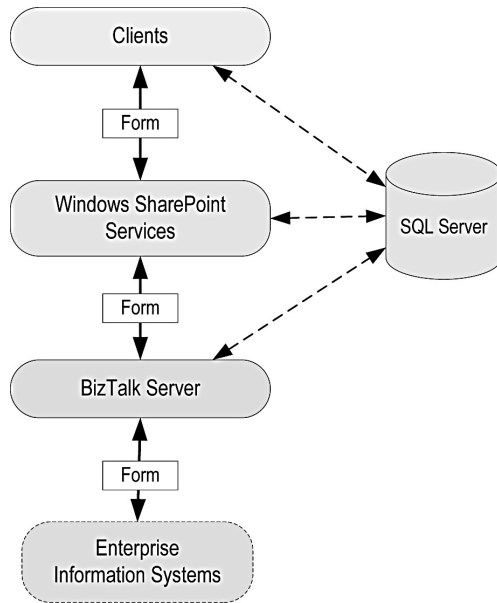 Clients
Form
Windows SharePoint
Services
SQL Server
Form
BizTalk Server
Form
Enterprise
Information Systems